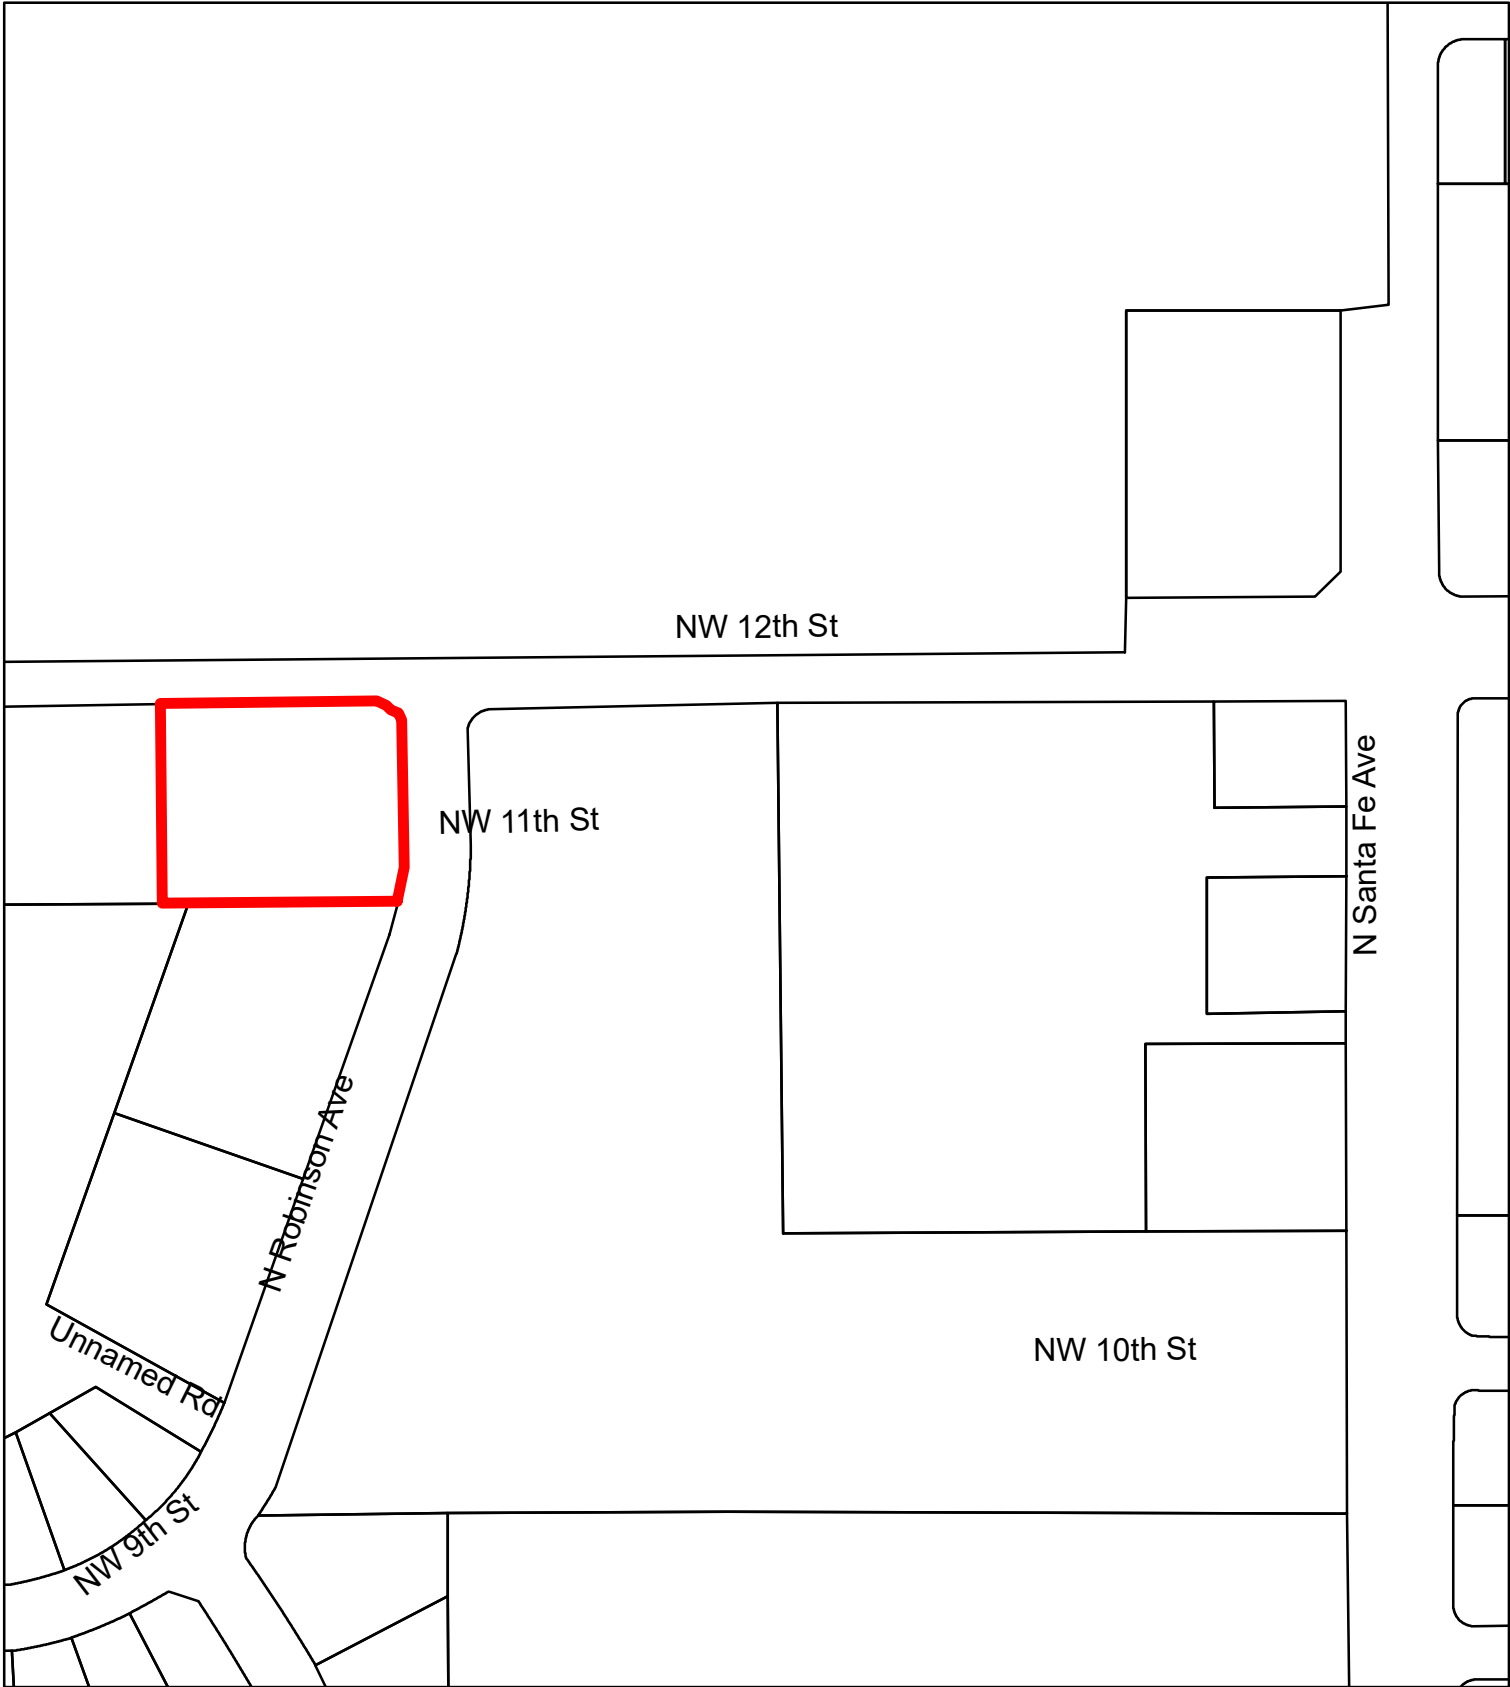 NW 12th St
NW 11th St
N Santa Fe Ave
N Robinson Ave
Unnamed Rd
NW 10th St
NW 9th St